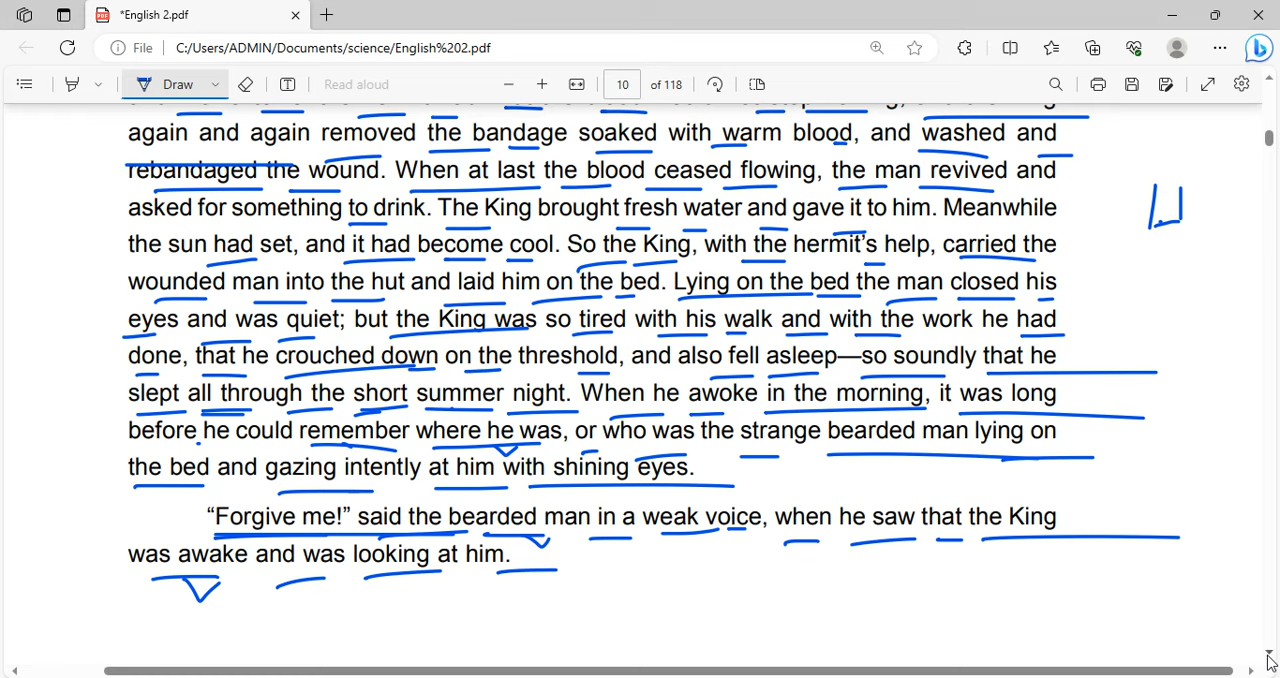 *English 2.pdf
File C:/Users/ADMIN/Documents/science/English%202.pdf
Draw Read aloud 10 of 118
again and again removed the bandage soaked with warm blood, and washed and
rebandaged the wound. When at last the blood ceased flowing, the man revived and
asked for something to drink. The King brought fresh water and gave it to him. Meanwhile
the sun had set, and it had become cool. So the King, with the hermit's help, carried the
wounded man into the hut and laid him on the bed. Lying on the bed the man closed his
eyes and was quiet; but the King was so tired with his walk and with the work he had
done, that he crouched down on the threshold, and also fell asleep—so soundly that he
slept all through the short summer night. When he awoke in the morning, it was long
before he could remember where he was, or who was the strange bearded man lying on
the bed and gazing intently at him with shining eyes.
“Forgive me!” said the bearded man in a weak voice, when he saw that the King
was awake and was looking at him.